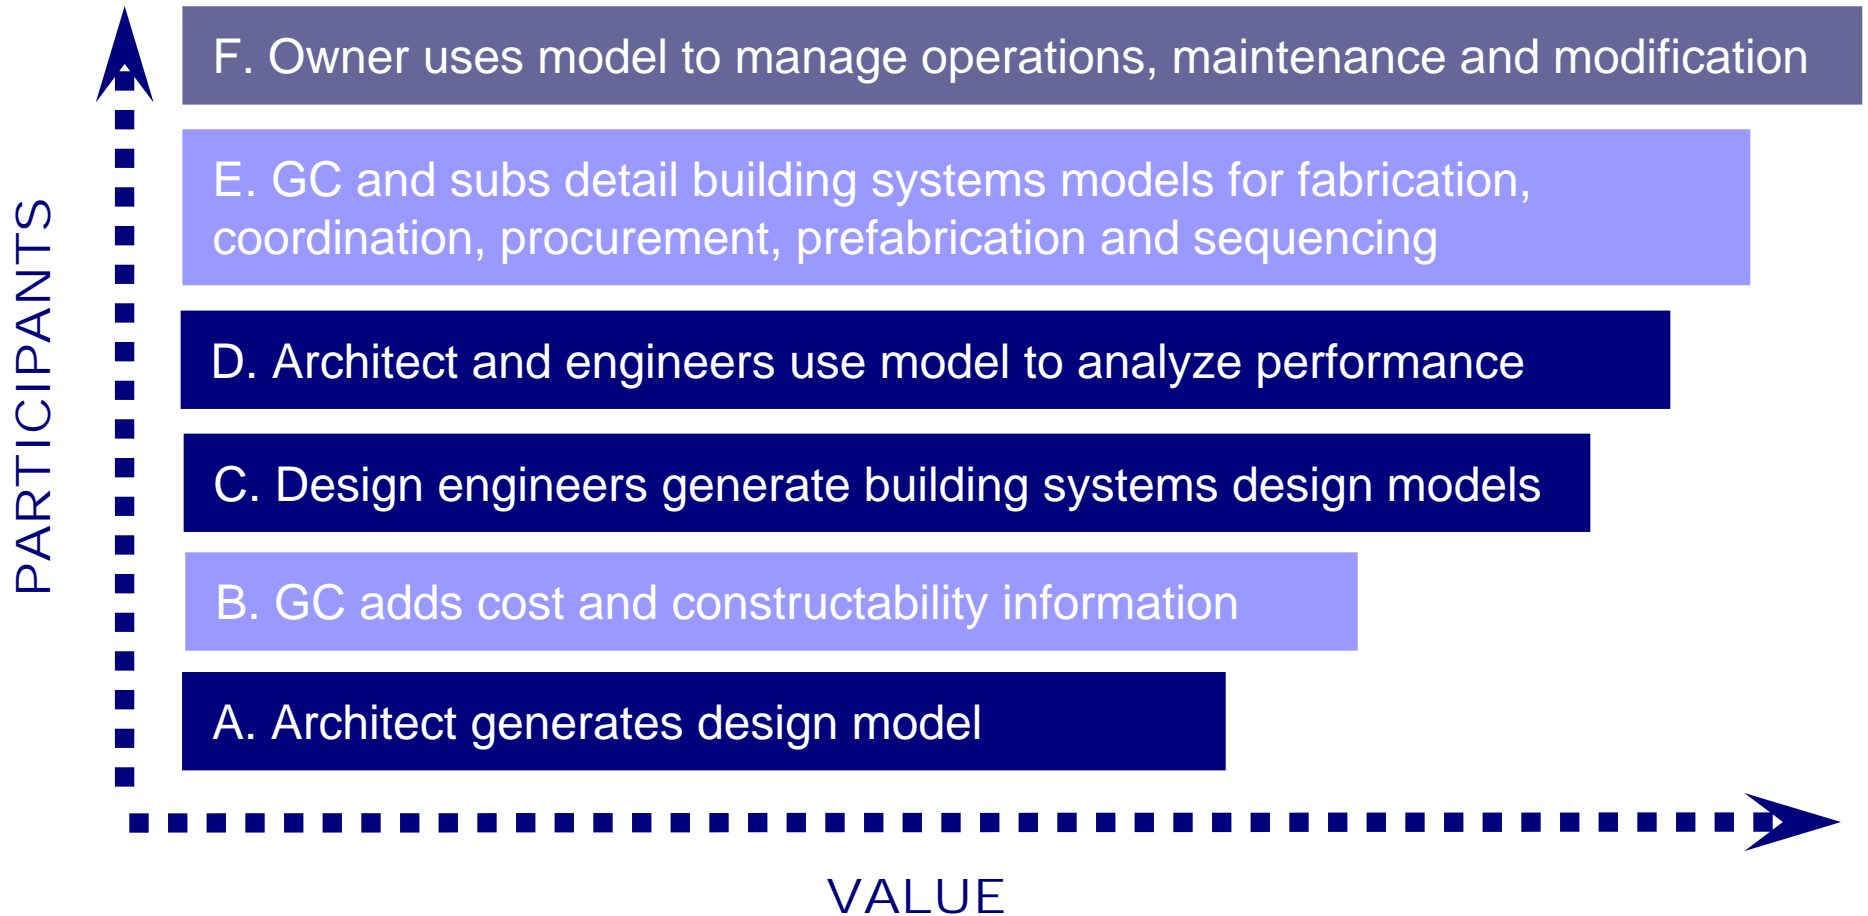 F. Owner uses model to manage operations, maintenance and modification
E. GC and subs detail building systems models for fabrication,
coordination, procurement, prefabrication and sequencing
D. Architect and engineers use model to analyze performance
C. Design engineers generate building systems design models
B. GC adds cost and constructability information
A. Architect generates design model
PARTICIPANTS
VALUE